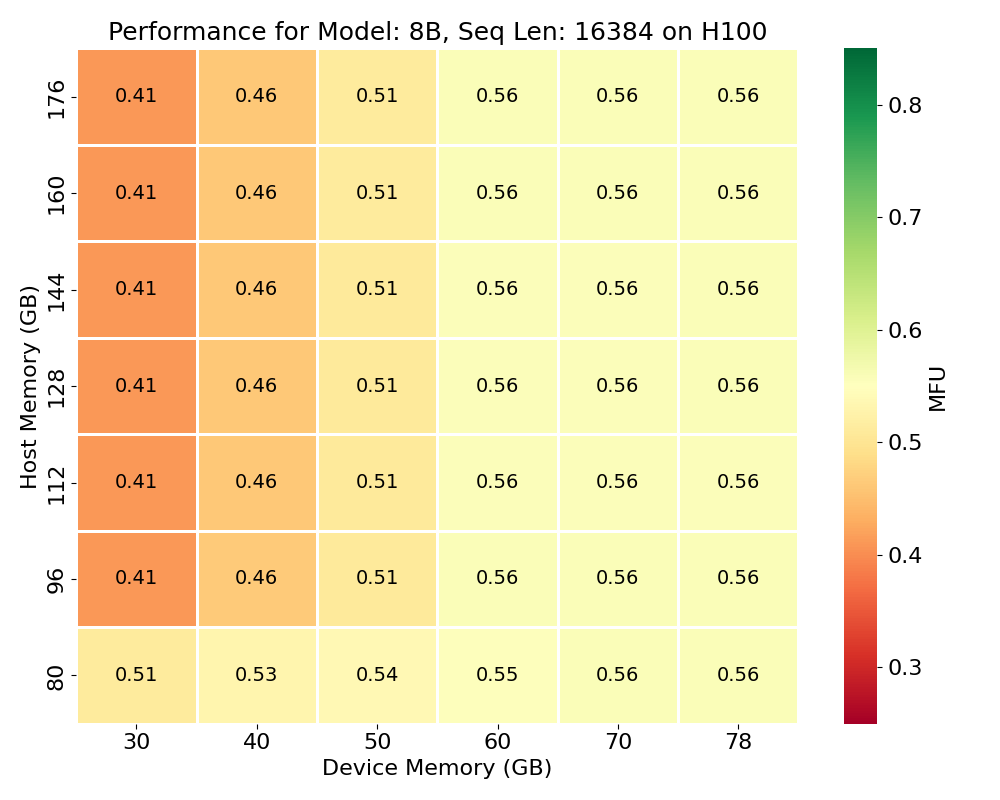 Performance for Model: 8B, Seq Len: 16384 on H100
176 0.41 0.46 0.51 0.56 0.56 0.56
160 0.41 0.46 0.51 0.56 0.56 0.56
144 0.41 0.46 0.51 0.56 0.56 0.56
128 0.41 0.46 0.51 0.56 0.56 0.56
112 0.41 0.46 0.51 0.56 0.56 0.56
96 0.41 0.46 0.51 0.56 0.56 0.56
80 0.51 0.53 0.54 0.55 0.56 0.56
30 40 50 60 70 78
Device Memory (GB)
Host Memory (GB)
0.8
0.7
0.6
0.5
0.4
0.3
MFU